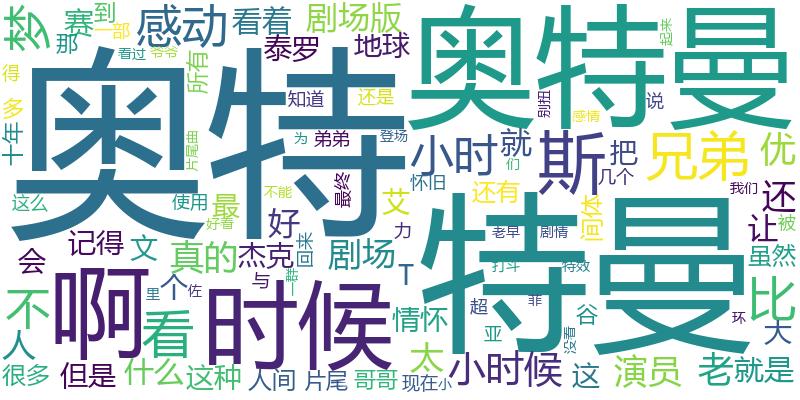 梦 赛 到 感动 看着 剧场版
那 一部 看过 爷爷 所有 泰罗 地球
奥特 奥特曼
得 多 知道 还是 别扭 说 起来
十年 片尾曲 为 弟弟 登场 小时 就 斯 把 感情 兄弟 优
们 几个
这么 使用 最 不能 最终 艾 怀旧 还有 间体 我们 还
好看 好 力 让 被
会 记得 文 真的 杰克 回来 剧场 老早 剧情 特曼 虽然
与 一群 T 打斗 特效
不 啊 里 个 佐 时候 超 菲 谷 比
人 看 情怀 亚 没看 环 大
太
很多 但是 什么 这种 人间 片尾 哥哥 现在 小 小时候 这 演员 老 就是